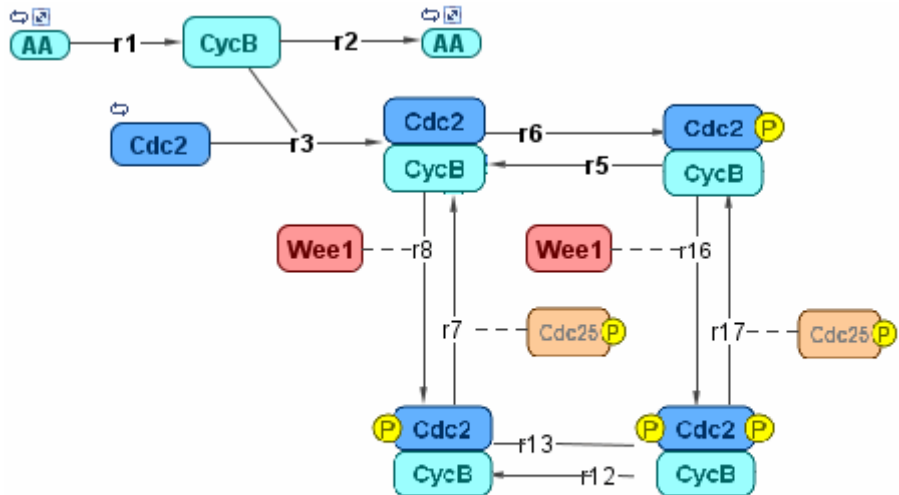 AA r1 CycB r2 AA
Cdc2 r3 Cdc2 r6 Cdc2 P
CycB r5 CycB
Wee1 r8 Wee1 r16
r7 Cdc25 P r17 Cdc25 P
P Cdc2 r13 P Cdc2 P
CycB r12 CycB